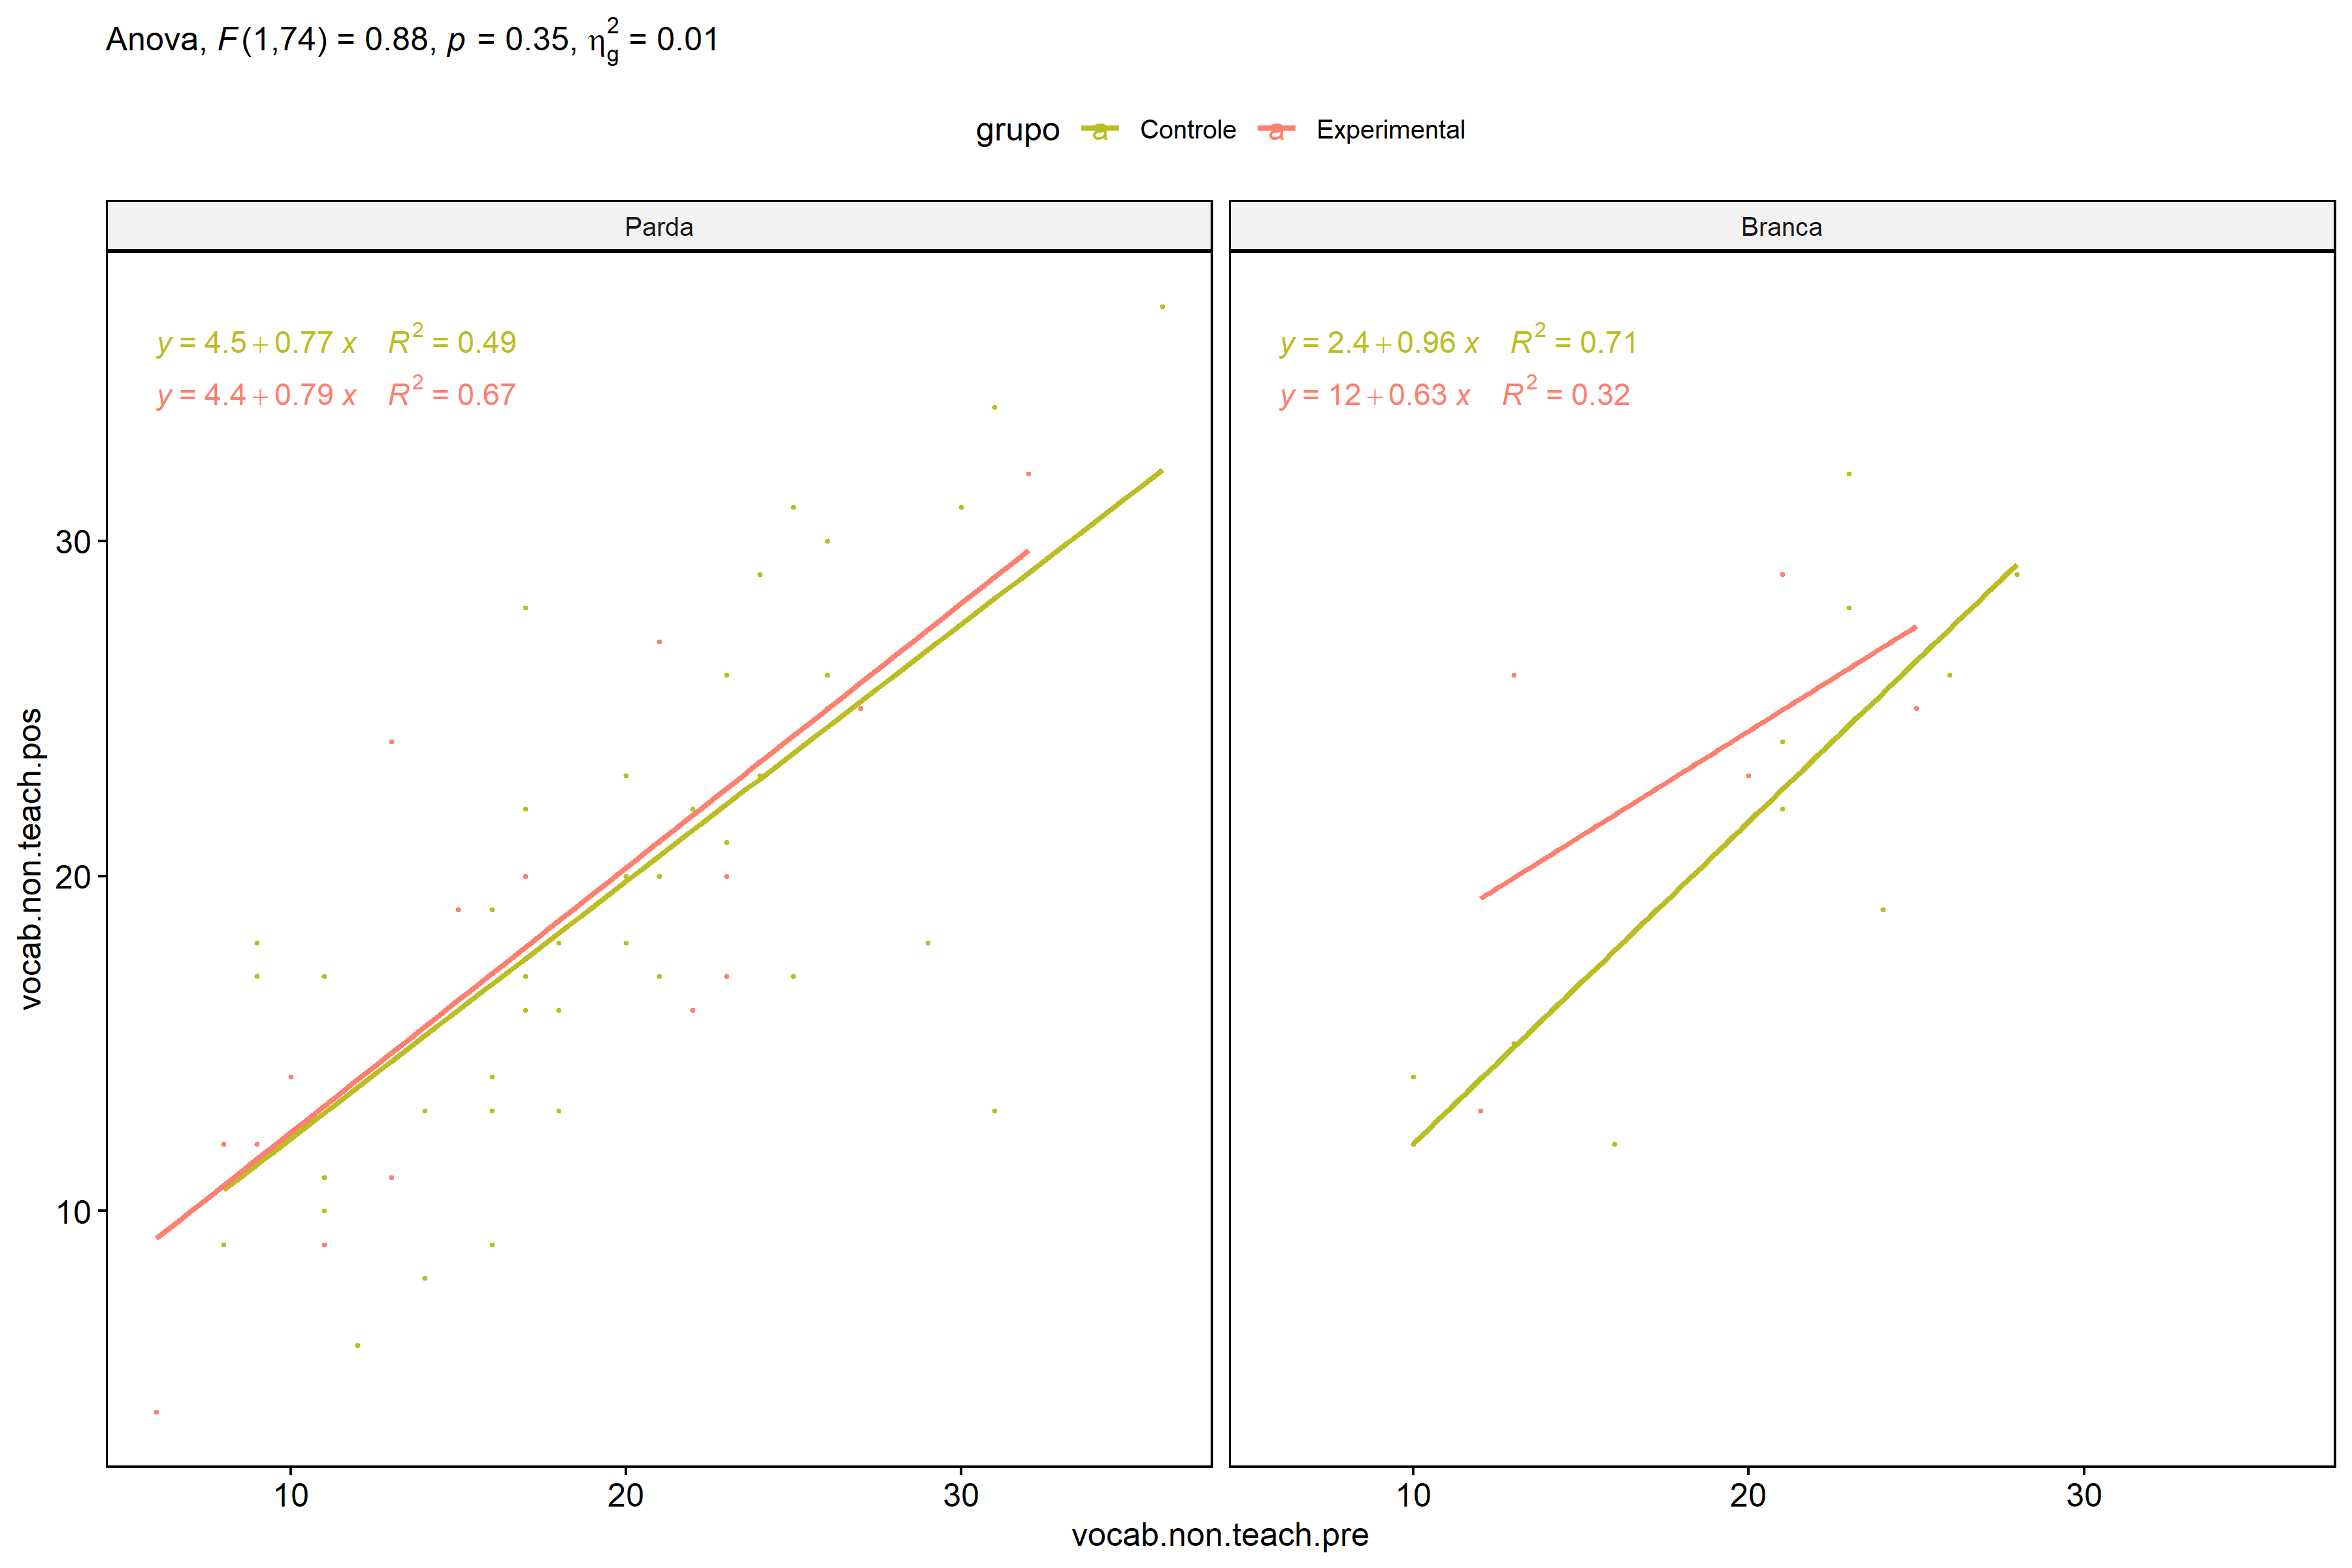 Anova, F(1,74) = 0.88, p = 0.35, η²g = 0.01
grupo a Controle a Experimental
Parda
Branca
y = 4.5 + 0.77 x R² = 0.49
y = 4.4 + 0.79 x R² = 0.67
y = 2.4 + 0.96 x R² = 0.71
y = 12 + 0.63 x R² = 0.32
vocab.non.teach.pos
30
20
10
10 20 30
10 20 30
vocab.non.teach.pre